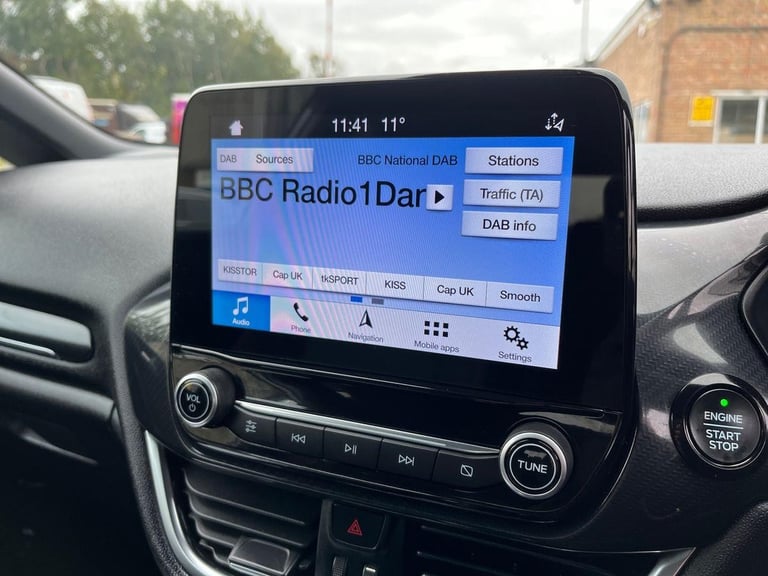 11:41 11°
DAB Sources BBC National DAB Stations
BBC Radio1Dan
Traffic (TA)
DAB info
KISSTOR Cap UK tkSPORT KISS Cap UK Smooth
Audio Phone Navigation Mobile apps Settings
VOL
TUNE
ENGINE
START
STOP